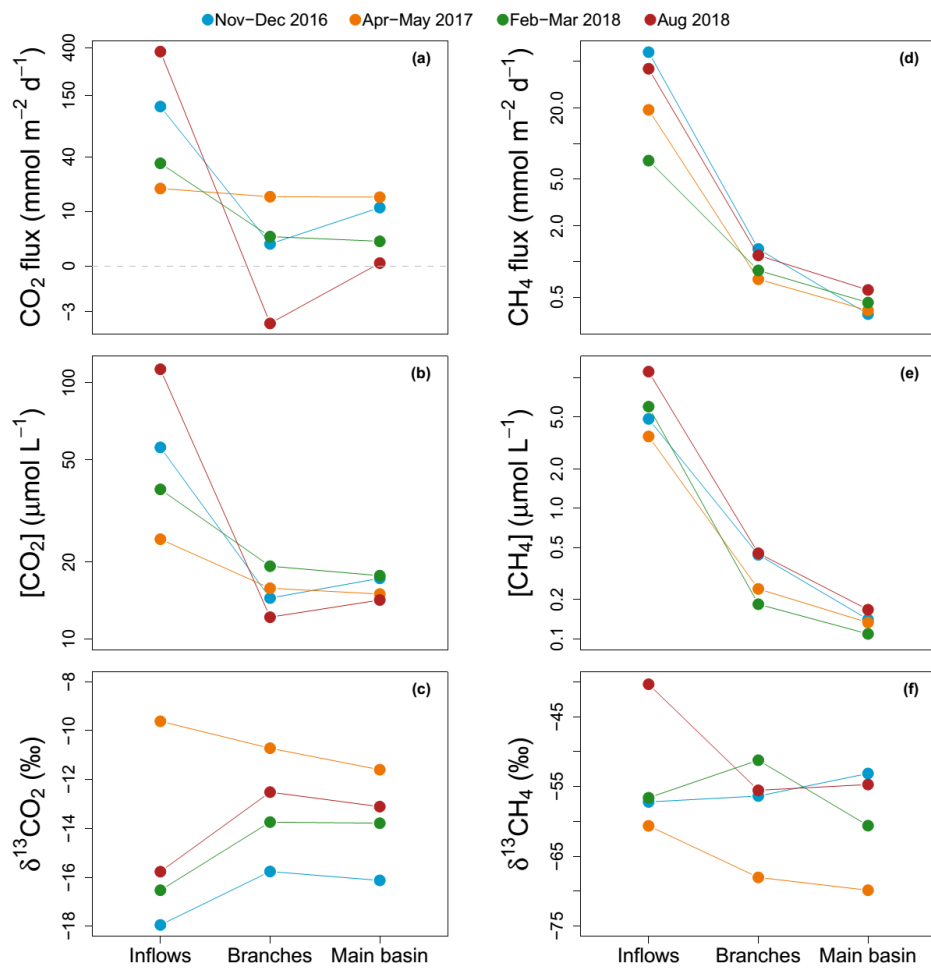 Nov-Dec 2016 Apr-May 2017 Feb-Mar 2018 Aug 2018
(a)
CO₂ flux (mmol m⁻² d⁻¹)
400
150
40
10
0
−3
(d)
CH₄ flux (mmol m⁻² d⁻¹)
20.0
5.0
2.0
0.5
(b)
[CO₂] (μmol L⁻¹)
100
50
20
10
(e)
[CH₄] (μmol L⁻¹)
5.0
2.0
1.0
0.5
0.2
0.1
(c)
δ¹³CO₂ (‰)
−8
−10
−12
−14
−16
−18
Inflows Branches Main basin
(f)
δ¹³CH₄ (‰)
−45
−55
−65
−75
Inflows Branches Main basin